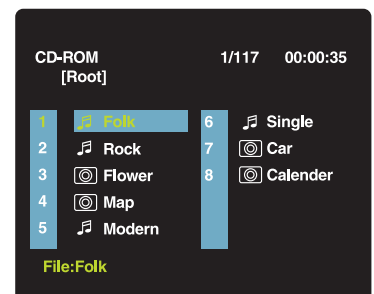 CD-ROM 1/117 00:00:35
[Root]
1 Folk 6 Single
2 Rock 7 Car
3 Flower 8 Calender
4 Map
5 Modern
File:Folk